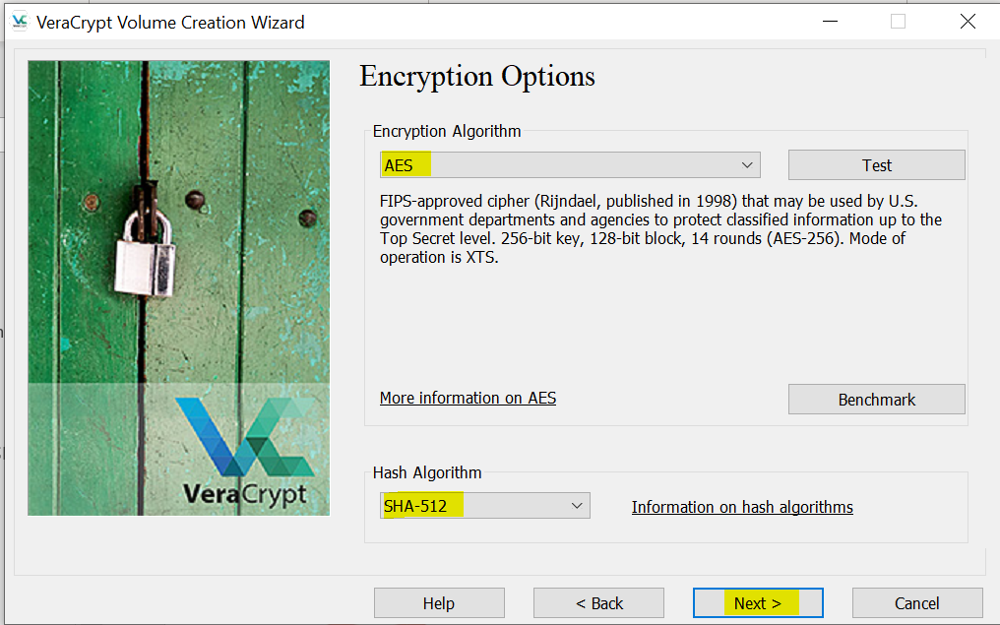 VeraCrypt Volume Creation Wizard
Encryption Options
Encryption Algorithm
AES
Test
FIPS-approved cipher (Rijndael, published in 1998) that may be used by U.S.
government departments and agencies to protect classified information up to the
Top Secret level. 256-bit key, 128-bit block, 14 rounds (AES-256). Mode of
operation is XTS.
More information on AES
Benchmark
VeraCrypt
Hash Algorithm
SHA-512
Information on hash algorithms
Help
< Back
Next >
Cancel